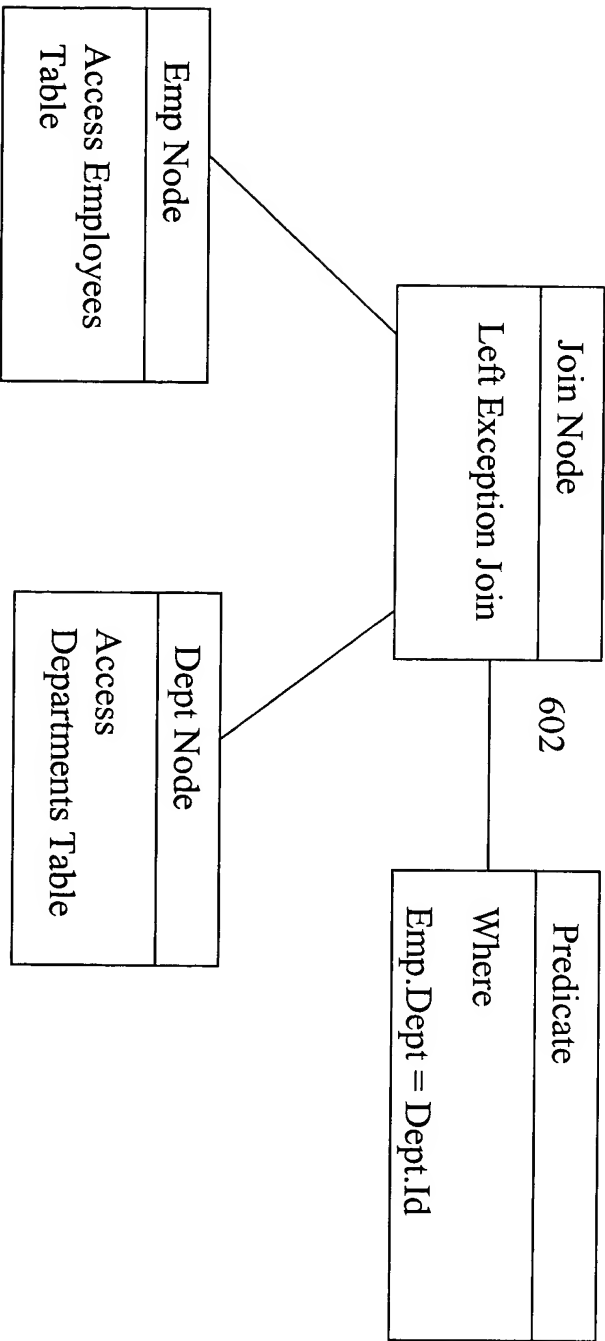 Join Node
Left Exception Join
602
Predicate
Where
Emp.Dept = Dept.Id
Emp Node
Access Employees
Table
Dept Node
Access
Departments Table